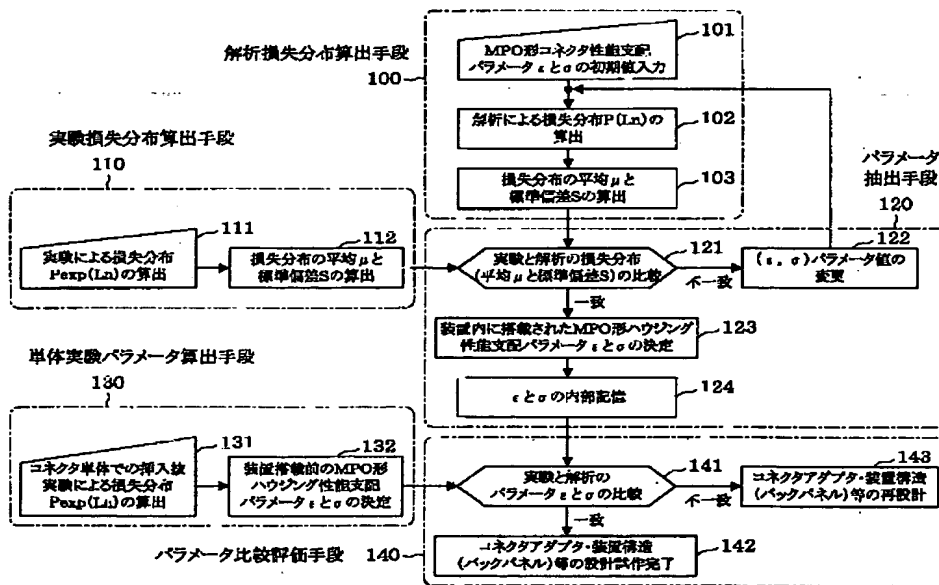 解析損失分布算出手段
100
101
MPO形コネクタ性能支配
パラメータεとσの初期値入力
解析による損失分布P(Ln)の
算出
102
損失分布の平均μと
標準偏差Sの算出
103
実験損失分布算出手段
110
111
実験による損失分布
Pexp(Ln)の算出
112
損失分布の平均μと
標準偏差Sの算出
パラメータ
抽出手段
120
121
実験と解析の損失分布
(平均μと標準偏差S)の比較
不一致
122
(ε,σ)パラメータ値の
変更
一致
装置内に搭載されたMPO形ハウジング
性能支配パラメータεとσの決定
123
εとσの内部記憶
124
単体実験パラメータ算出手段
130
131
コネクタ単体での挿入抜
実験による損失分布
Pexp(Ln)の算出
132
装置搭載前のMPO形
ハウジング性能支配
パラメータεとσの決定
実験と解析の
パラメータεとσの比較
141
不一致
143
コネクタアダプタ・装置構造
(バックパネル)等の再設計
一致
コネクタアダプタ・装置構造
(バックパネル)等の設計試作完了
142
パラメータ比較評価手段
140